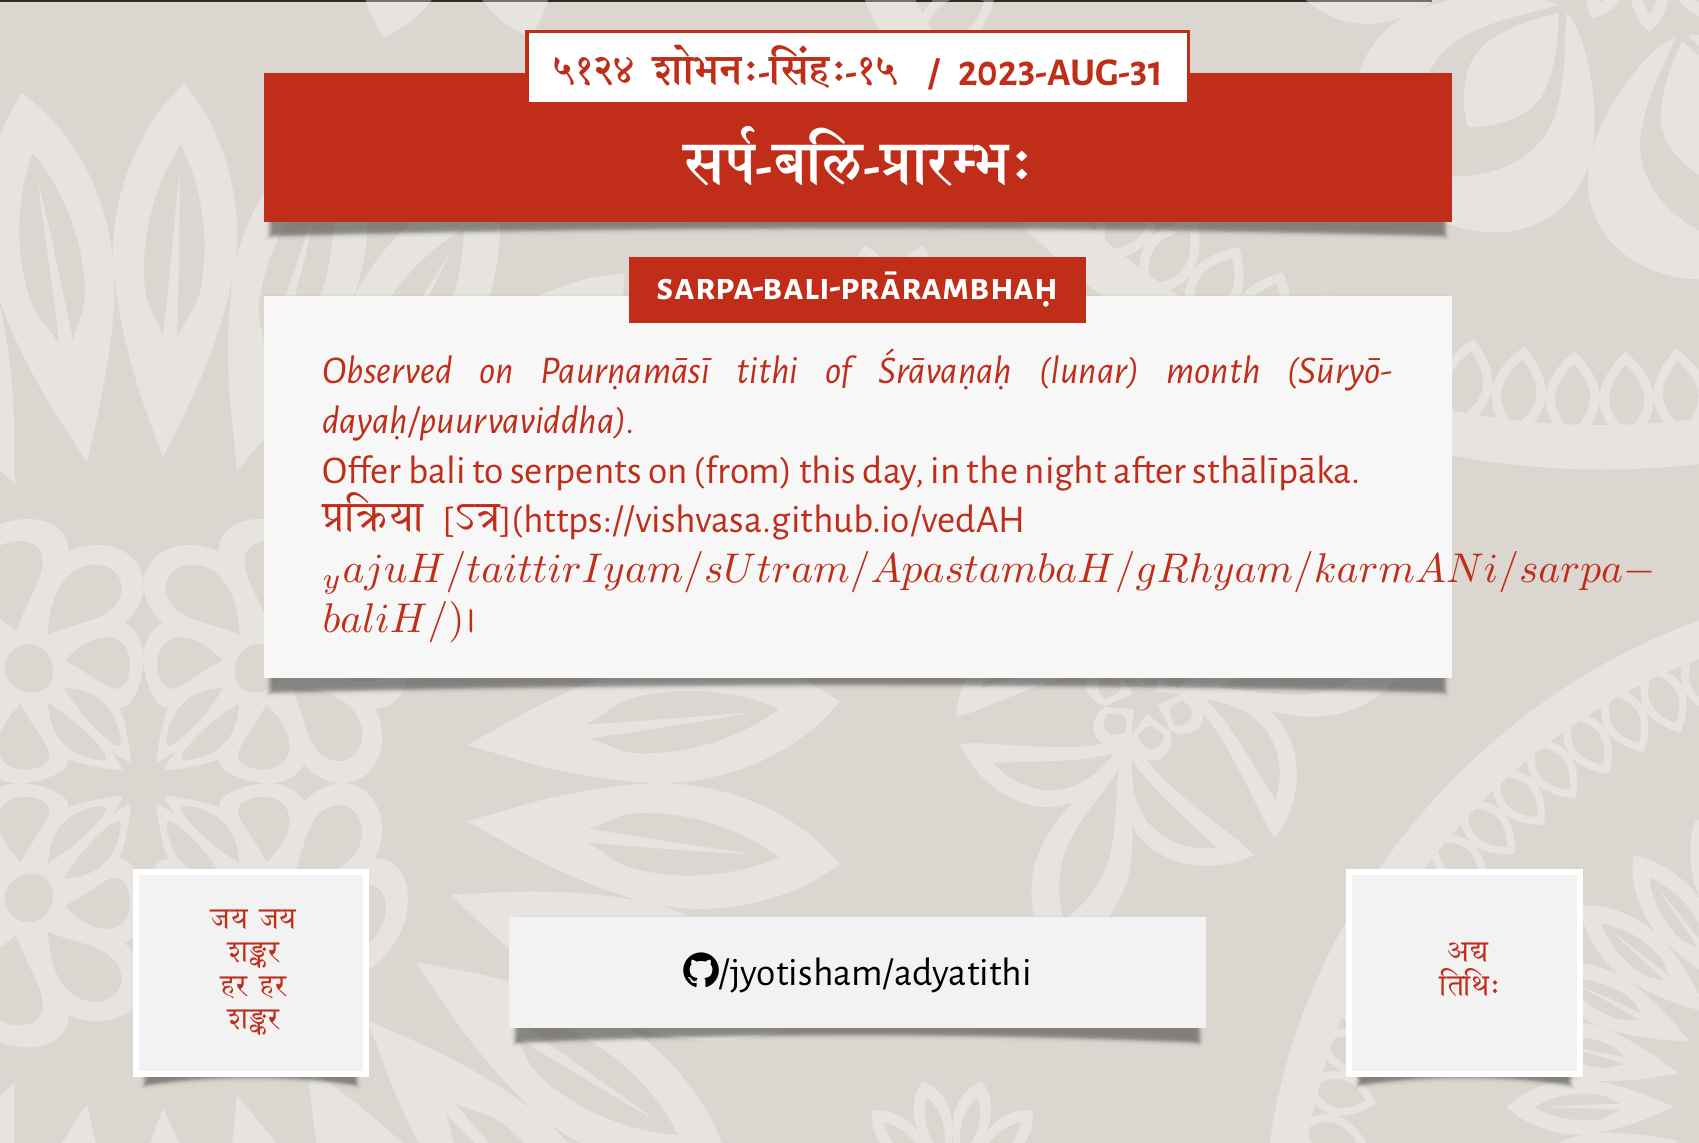 ५१२४ शोभनः-सिंहः-१५ / 2023-AUG-31
सर्प-बलि-प्रारम्भः
SARPA-BALI-PRĀRAMBHAḤ
Observed on Paurṇamāsī tithi of Śrāvaṇaḥ (lunar) month (Sūryō-
dayaḥ/puurvaviddha).
Offer bali to serpents on (from) this day, in the night after sthālīpāka.
प्रक्रिया [ऽत्र](https://vishvasa.github.io/vedAH
yajuH/taittirIyam/sUtram/ApastambaH/gRhyam/karmANi/sarpa−
baliH/)।
जय जय
शङ्कर
हर हर
शङ्कर
/jyotisham/adyatithi
अद्य
तिथिः